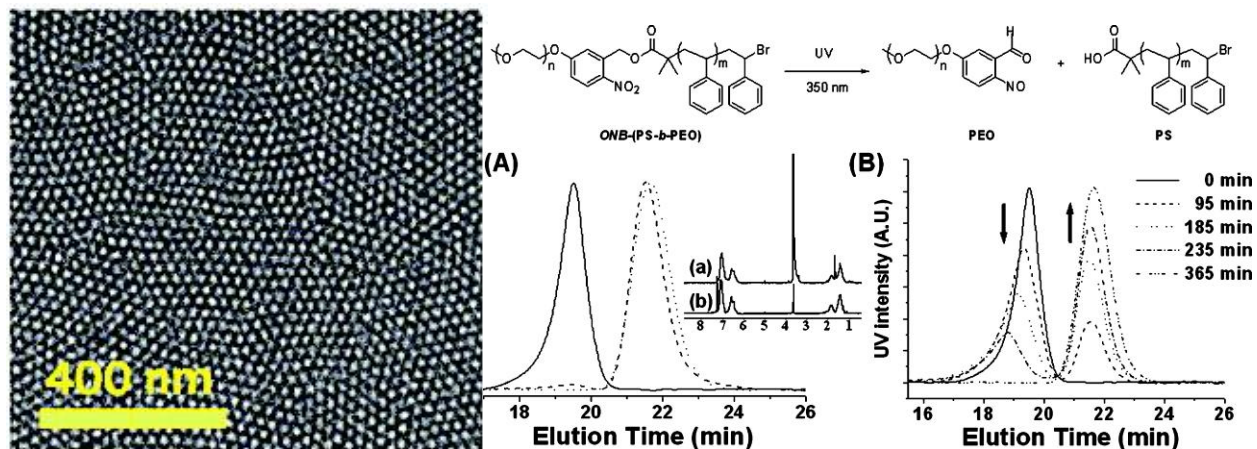 400 nm
O
n
O
NO₂
O
O
m
Br
UV
350 nm
O
n
O
O
NO
+
HO
O
m
Br
ONB-(PS-b-PEO)
PEO
PS
(A)
(a)
(b)
8 7 6 5 4 3 2 1
18 20 22 24 26
Elution Time (min)
(B)
UV intensity (A.U.)
0 min
95 min
185 min
235 min
365 min
16 18 20 22 24 26
Elution Time (min)